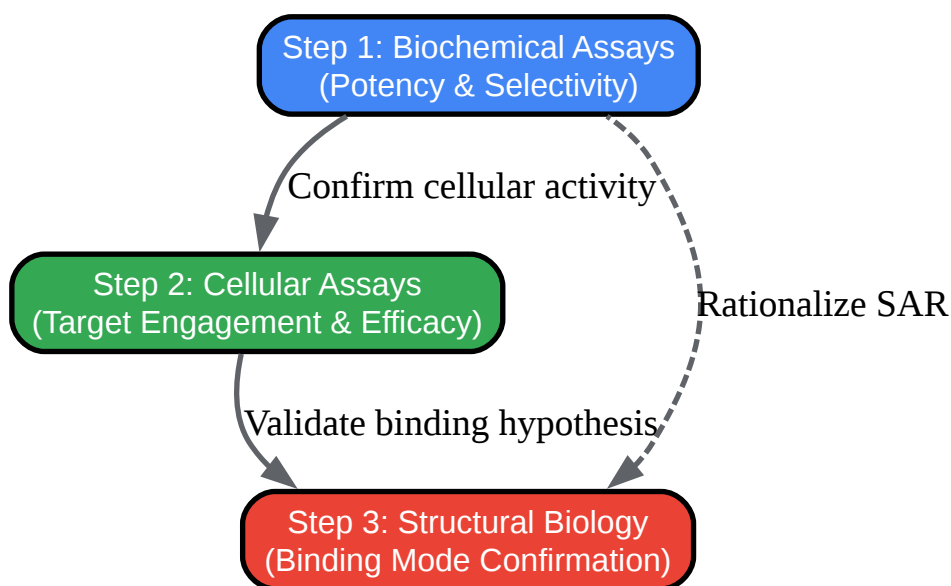 Step 1: Biochemical Assays
(Potency & Selectivity)
Confirm cellular activity
Step 2: Cellular Assays
(Target Engagement & Efficacy)
Rationalize SAR
Validate binding hypothesis
Step 3: Structural Biology
(Binding Mode Confirmation)